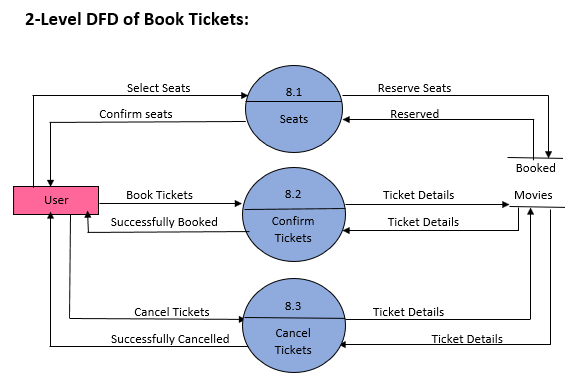 2-Level DFD of Book Tickets:
Select Seats
8.1
Reserve Seats
Confirm seats
Seats
Reserved
Booked
Movies
User
Book Tickets
8.2
Ticket Details
Successfully Booked
Confirm
Tickets
Ticket Details
Cancel Tickets
8.3
Ticket Details
Successfully Cancelled
Cancel
Tickets
Ticket Details